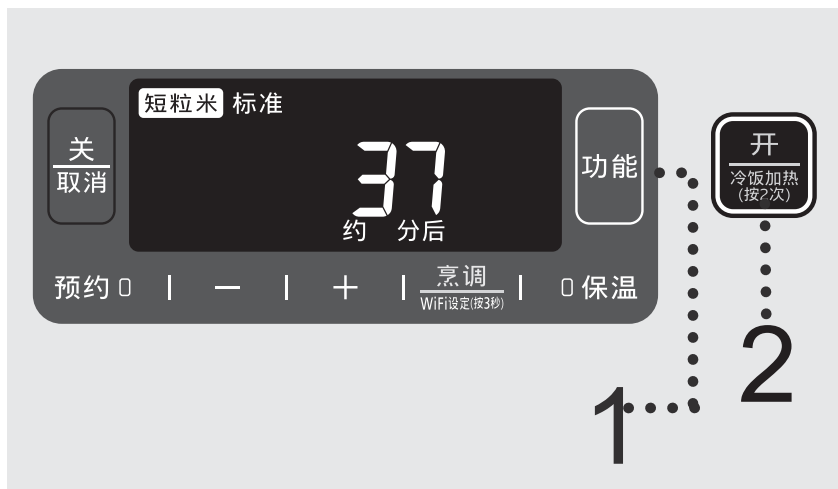 短粒米 标准
37
约 分后
关
取消
功能
开
冷饭加热
(按2次)
预约 | — | + | 烹调 | 保温
WiFi设定(按3秒)
1
2